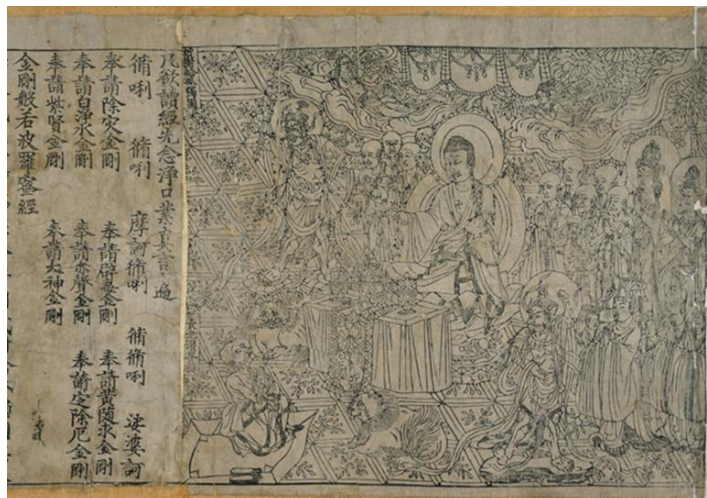 凡欲讀經先念淨口業真言一遍
脩唎 脩唎 摩訶脩唎 脩脩唎 娑婆訶
奉請除灾金剛 奉請辟毒金剛 奉請黃隨求金剛
奉請白淨水金剛 奉請赤聲金剛 奉請定除厄金剛
奉請紫賢金剛 奉請大神金剛
金剛般若波羅蜜經